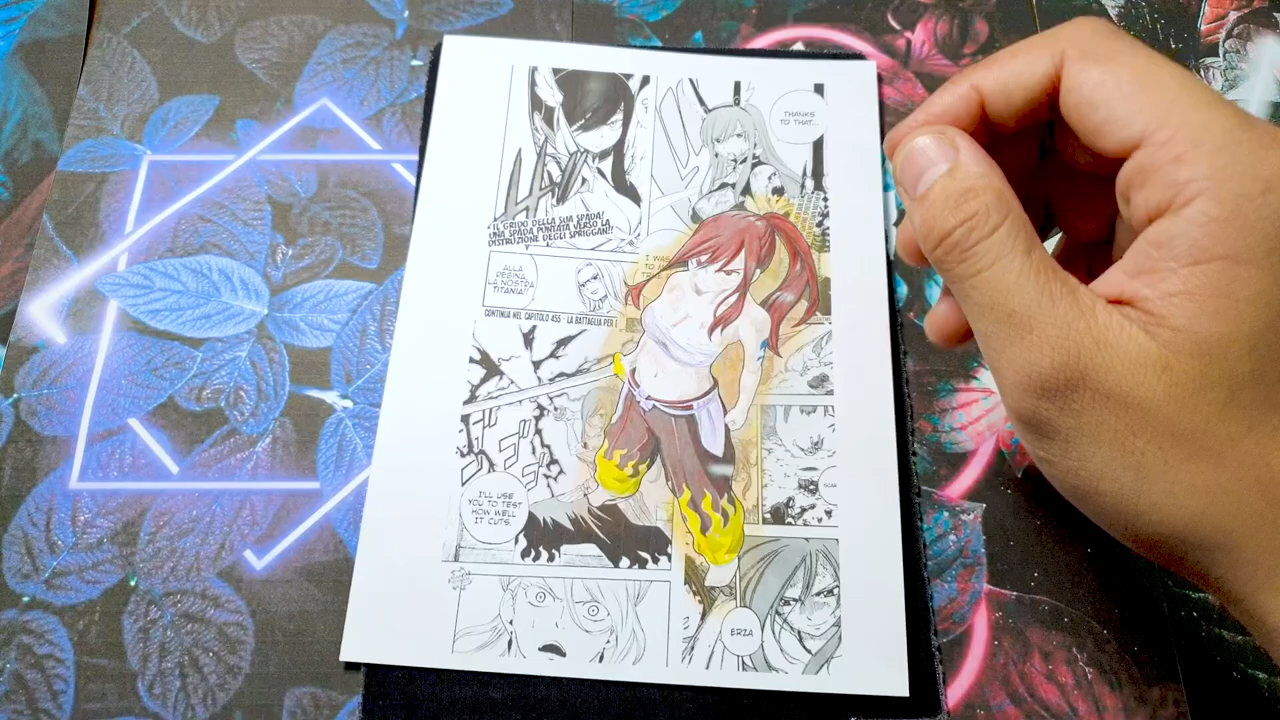 THANKS
TO THAT...
IL GRIDO DELLA SUA SPADA!
UNA SPADA PUNTATA VERSO LA
DISTRUZIONE DEGLI SPRIGGAN!!
I WAS
ALLA
REGINA,
LA NOSTRA
TITANIA!!
CONTINUA NEL CAPITOLO 455 - LA BATTAGLIA PER
I'LL USE
YOU TO TEST
HOW WELL
IT CUTS.
ERZA